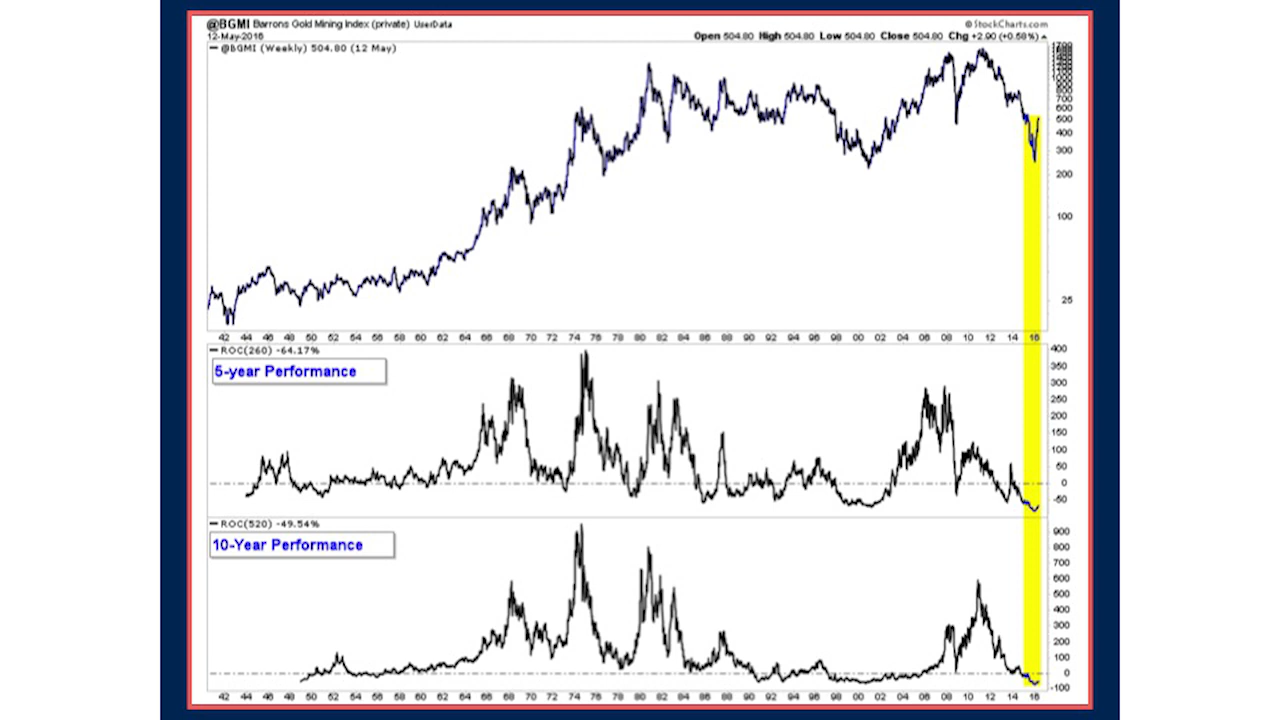 @BGMI Barrons Gold Mining Index (private) UserData
© StockCharts.com
12-May-2016
Open 504.80 High 504.80 Low 504.80 Close 504.80 Chg +2.90 (+0.58%)
@BGMI (Weekly) 504.80 (12 May)
700
600
500
400
300
200
100
25
42 44 46 48 50 52 54 56 58 60 62 64 66 68 70 72 74 76 78 80 82 84 86 88 90 92 94 96 98 00 02 04 06 08 10 12 14 16
ROC(260) -64.17%
5-year Performance
400
350
300
250
200
150
100
50
0
-50
ROC(520) -49.54%
10-Year Performance
900
800
700
600
500
400
300
200
100
0
-100
42 44 46 48 50 52 54 56 58 60 62 64 66 68 70 72 74 76 78 80 82 84 86 88 90 92 94 96 98 00 02 04 06 08 10 12 14 16